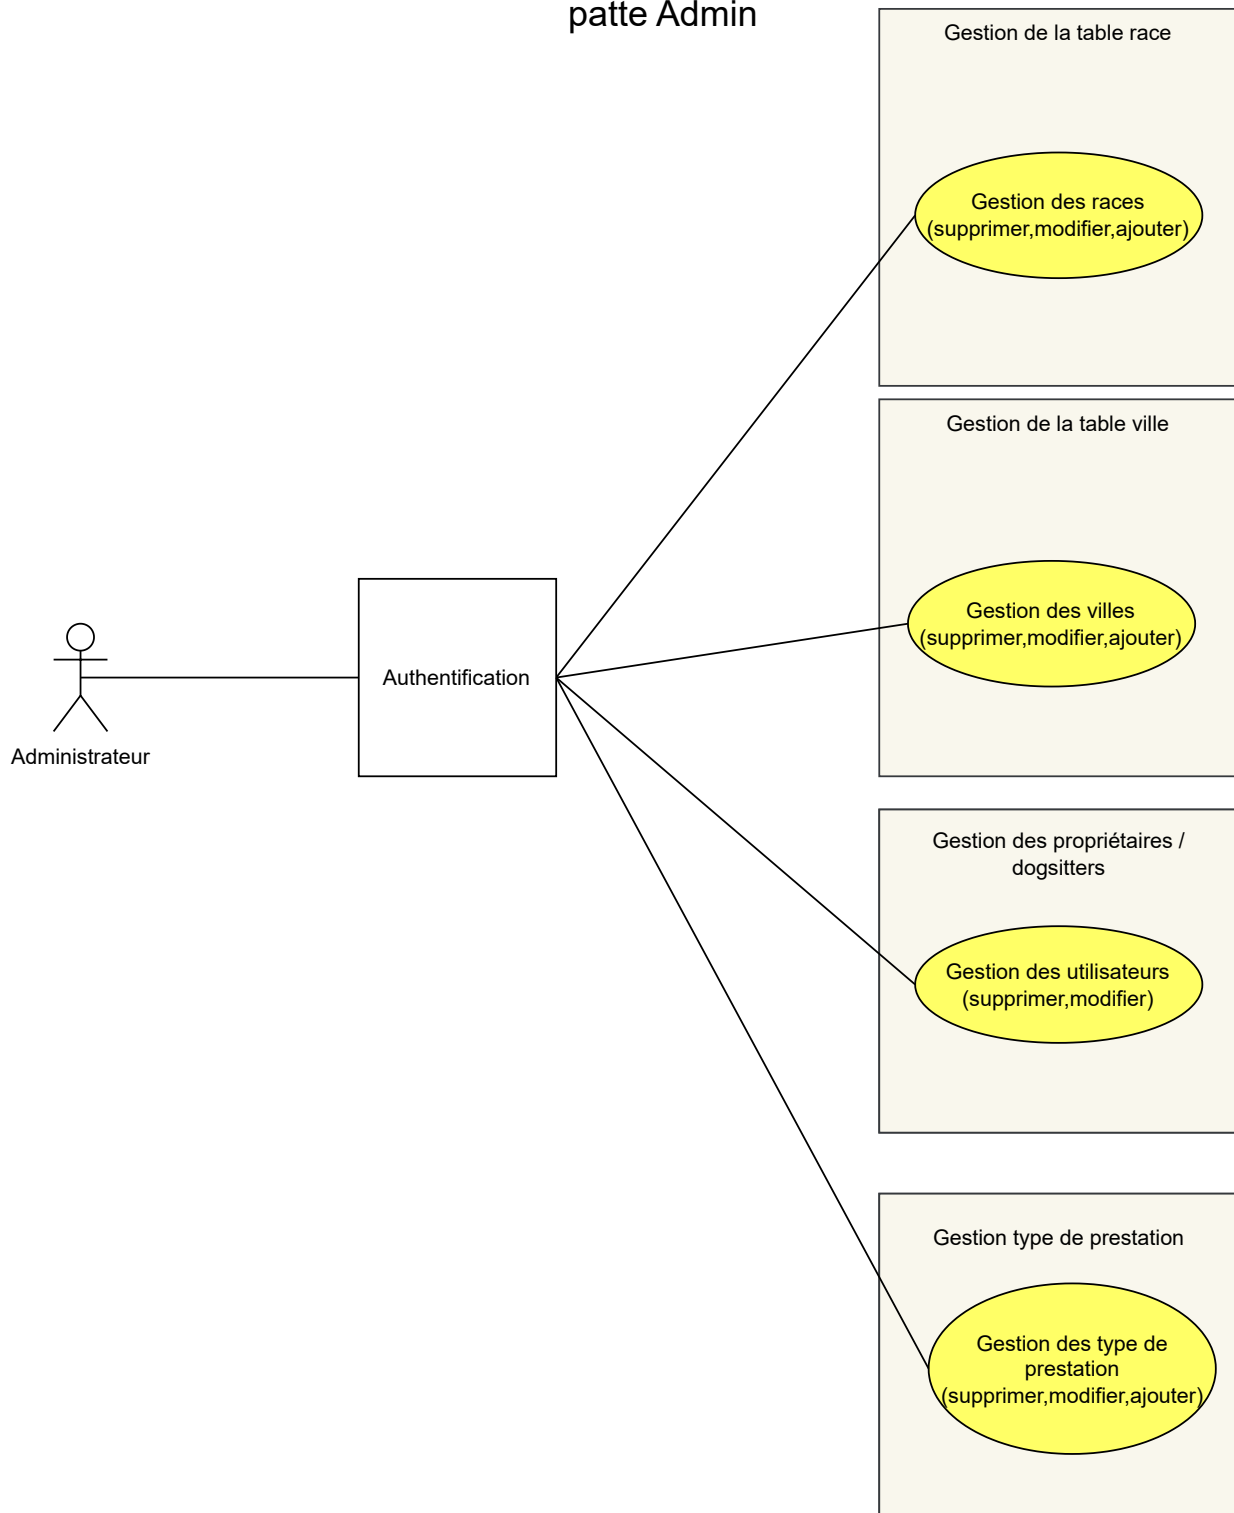 patte Admin
Gestion de la table race
Gestion des races
(supprimer,modifier,ajouter)
Gestion de la table ville
Gestion des villes
(supprimer,modifier,ajouter)
Authentification
Administrateur
Gestion des propriétaires /
dogsitters
Gestion des utilisateurs
(supprimer,modifier)
Gestion type de prestation
Gestion des type de
prestation
(supprimer,modifier,ajouter)